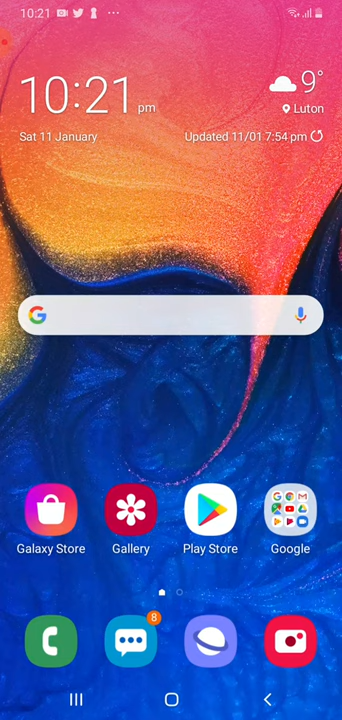 10:21
10:21 pm
9°
Luton
Sat 11 January
Updated 11/01 7:54 pm
Galaxy Store
Gallery
Play Store
Google
8